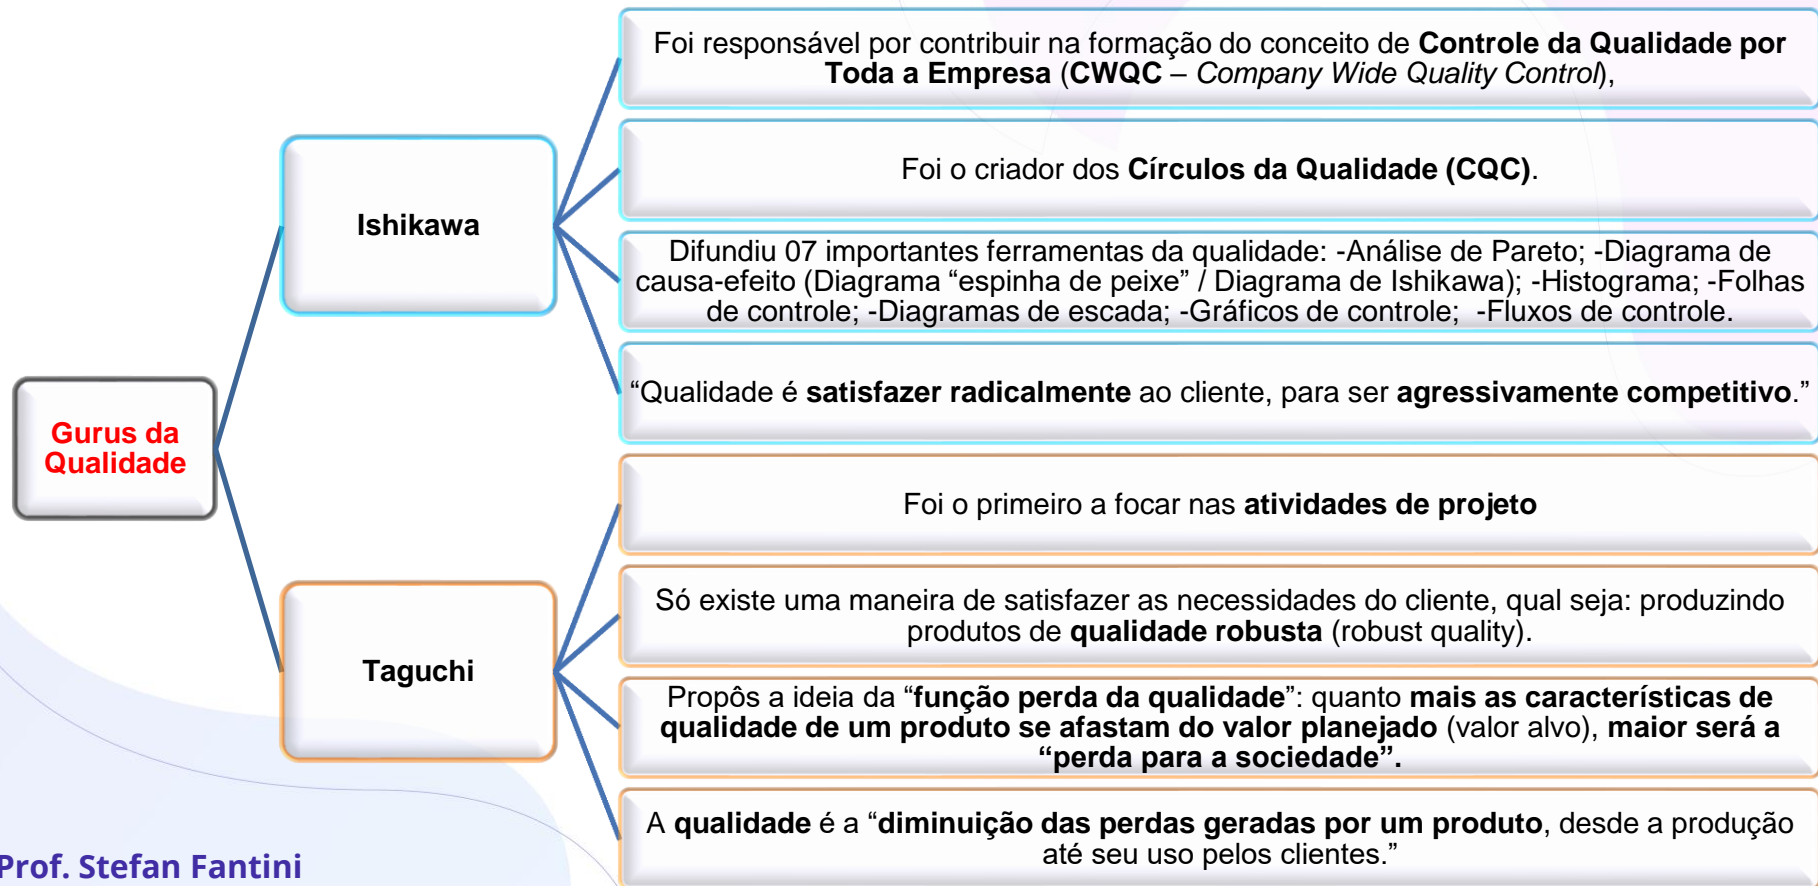 Foi responsável por contribuir na formação do conceito de Controle da Qualidade por
Toda a Empresa (CWQC – Company Wide Quality Control),
Foi o criador dos Círculos da Qualidade (CQC).
Ishikawa
Difundiu 07 importantes ferramentas da qualidade: -Análise de Pareto; -Diagrama de
causa-efeito (Diagrama “espinha de peixe” / Diagrama de Ishikawa); -Histograma; -Folhas
de controle; -Diagramas de escada; -Gráficos de controle; -Fluxos de controle.
“Qualidade é satisfazer radicalmente ao cliente, para ser agressivamente competitivo.”
Gurus da
Qualidade
Foi o primeiro a focar nas atividades de projeto
Só existe uma maneira de satisfazer as necessidades do cliente, qual seja: produzindo
produtos de qualidade robusta (robust quality).
Taguchi
Propôs a ideia da “função perda da qualidade”: quanto mais as características de
qualidade de um produto se afastam do valor planejado (valor alvo), maior será a
“perda para a sociedade”.
A qualidade é a “diminuição das perdas geradas por um produto, desde a produção
até seu uso pelos clientes.”
Prof. Stefan Fantini